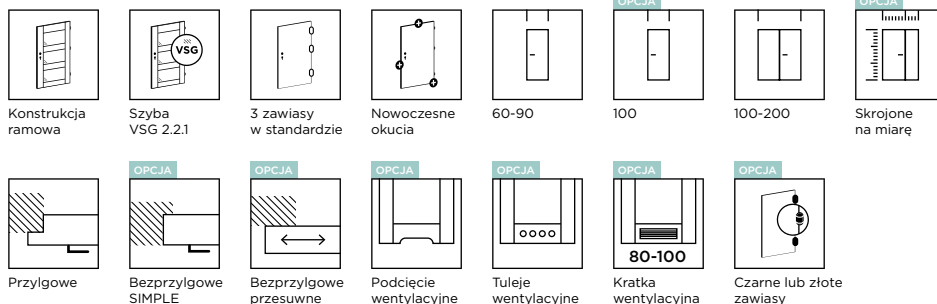 OPCJA
OPCJA
VSG
Konstrukcja
ramowa
Szyba
VSG 2.2.1
3 zawiasy
w standardzie
Nowoczesne
okucia
60-90
100
100-200
Skrojone
na miarę
OPCJA
OPCJA
OPCJA
OPCJA
OPCJA
OPCJA
80-100
Przylgowe
Bezprzylgowe
SIMPLE
Bezprzylgowe
przesuwne
Podcięcie
wentylacyjne
Tuleje
wentylacyjne
Kratka
wentylacyjna
Czarne lub złote
zawiasy